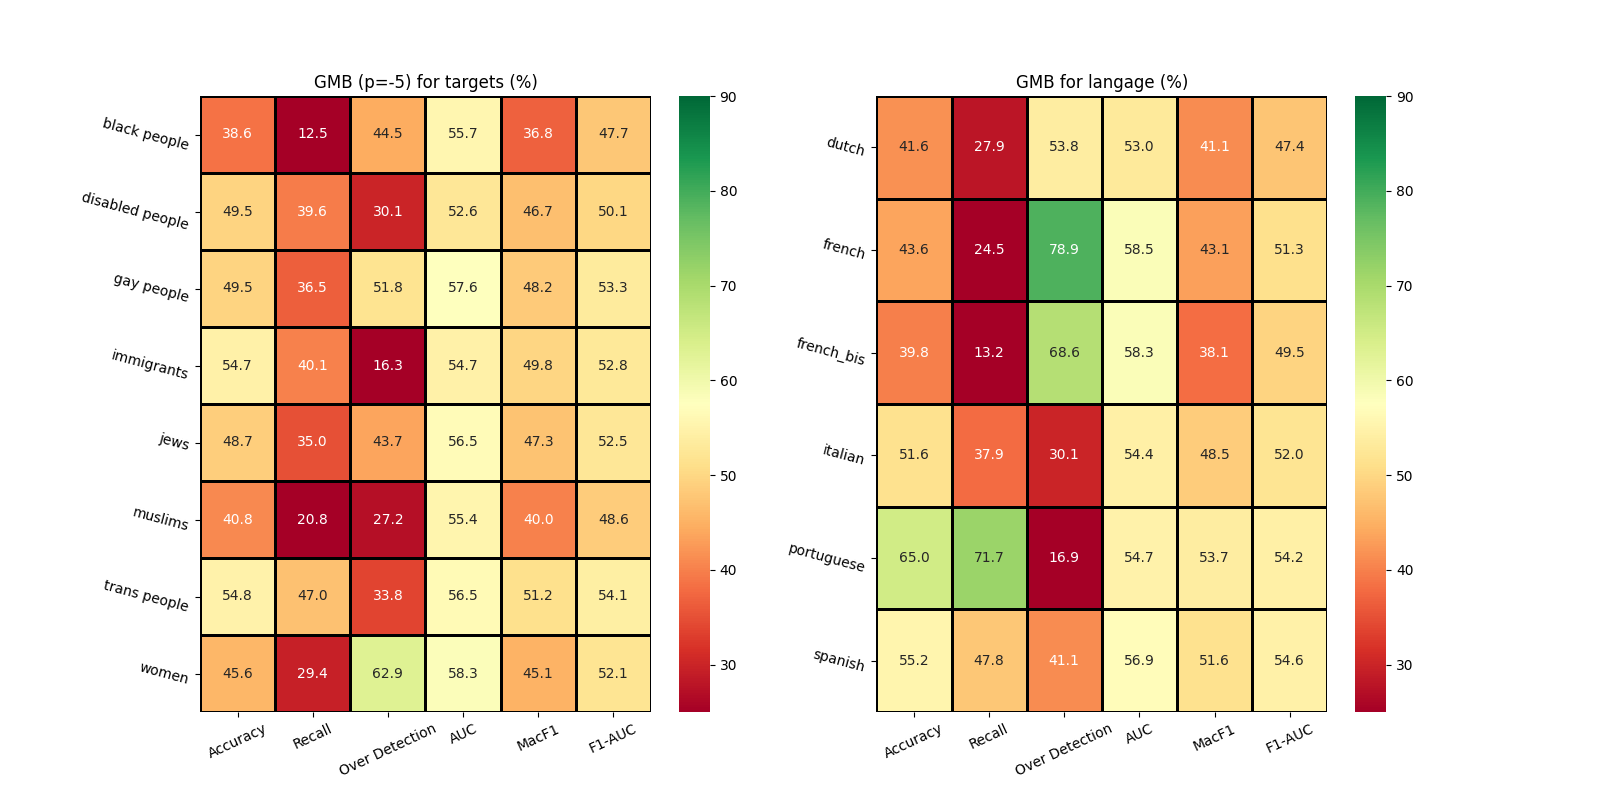 GMB (p=-5) for targets (%)
black people 38.6 12.5 44.5 55.7 36.8 47.7
disabled people 49.5 39.6 30.1 52.6 46.7 50.1
gay people 49.5 36.5 51.8 57.6 48.2 53.3
immigrants 54.7 40.1 16.3 54.7 49.8 52.8
jews 48.7 35.0 43.7 56.5 47.3 52.5
muslims 40.8 20.8 27.2 55.4 40.0 48.6
trans people 54.8 47.0 33.8 56.5 51.2 54.1
women 45.6 29.4 62.9 58.3 45.1 52.1
Accuracy Recall Over Detection AUC MacF1 F1-AUC
90
80
70
60
50
40
30
GMB for langage (%)
dutch 41.6 27.9 53.8 53.0 41.1 47.4
french 43.6 24.5 78.9 58.5 43.1 51.3
french_bis 39.8 13.2 68.6 58.3 38.1 49.5
italian 51.6 37.9 30.1 54.4 48.5 52.0
portuguese 65.0 71.7 16.9 54.7 53.7 54.2
spanish 55.2 47.8 41.1 56.9 51.6 54.6
Accuracy Recall Over Detection AUC MacF1 F1-AUC
90
80
70
60
50
40
30